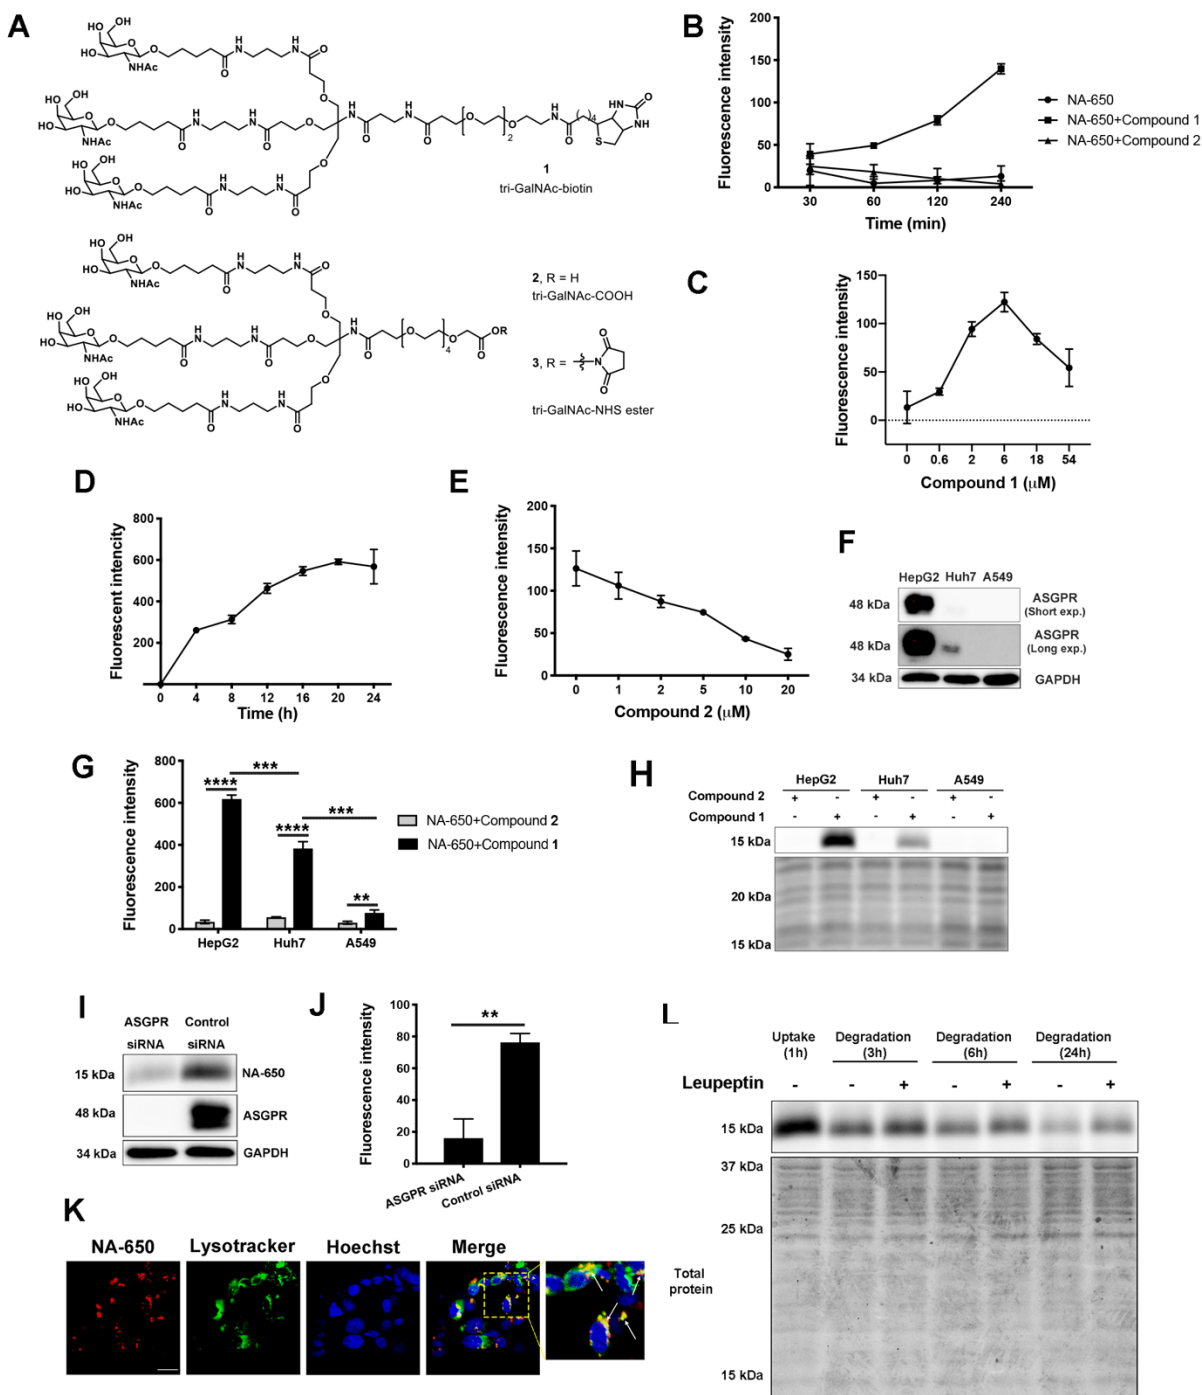 A
HO OH
HO
NHAc
O
O
H
N
N
H
O
1
tri-GalNAc-biotin
HO OH
HO
NHAc
2, R = H
tri-GalNAc-COOH
3, R =
tri-GalNAc-NHS ester
B
Fluorescence intensity
200
150
100
50
0
30 60 120 240
Time (min)
NA-650
NA-650+Compound 1
NA-650+Compound 2
C
Fluorescence intensity
150
100
50
0
0 0.6 2 6 18 54
Compound 1 (μM)
D
Fluorescent intencity
800
600
400
200
0
0 4 8 12 16 20 24
Time (h)
E
Fluorescence intensity
200
150
100
50
0
0 1 2 5 10 20
Compound 2 (μM)
F
HepG2 Huh7 A549
48 kDa ASGPR
(Short exp.)
48 kDa ASGPR
(Long exp.)
34 kDa GAPDH
G
Fluorescence intensity
800
600
400
200
0
**** *** **** *** **
HepG2 Huh7 A549
NA-650+Compound 2
NA-650+Compound 1
H
HepG2 Huh7 A549
Compound 2 + - + - + -
Compound 1 - + - + - +
15 kDa
20 kDa
15 kDa
I
ASGPR Control
siRNA siRNA
15 kDa NA-650
48 kDa ASGPR
34 kDa GAPDH
J
Fluorescence intensity
100
80
60
40
20
0
**
ASGPR siRNA Control siRNA
K
NA-650 Lysotracker Hoechst Merge
L
Uptake Degradation Degradation Degradation
(1h) (3h) (6h) (24h)
Leupeptin - - + - + - +
15 kDa
37 kDa
25 kDa
Total
protein
15 kDa